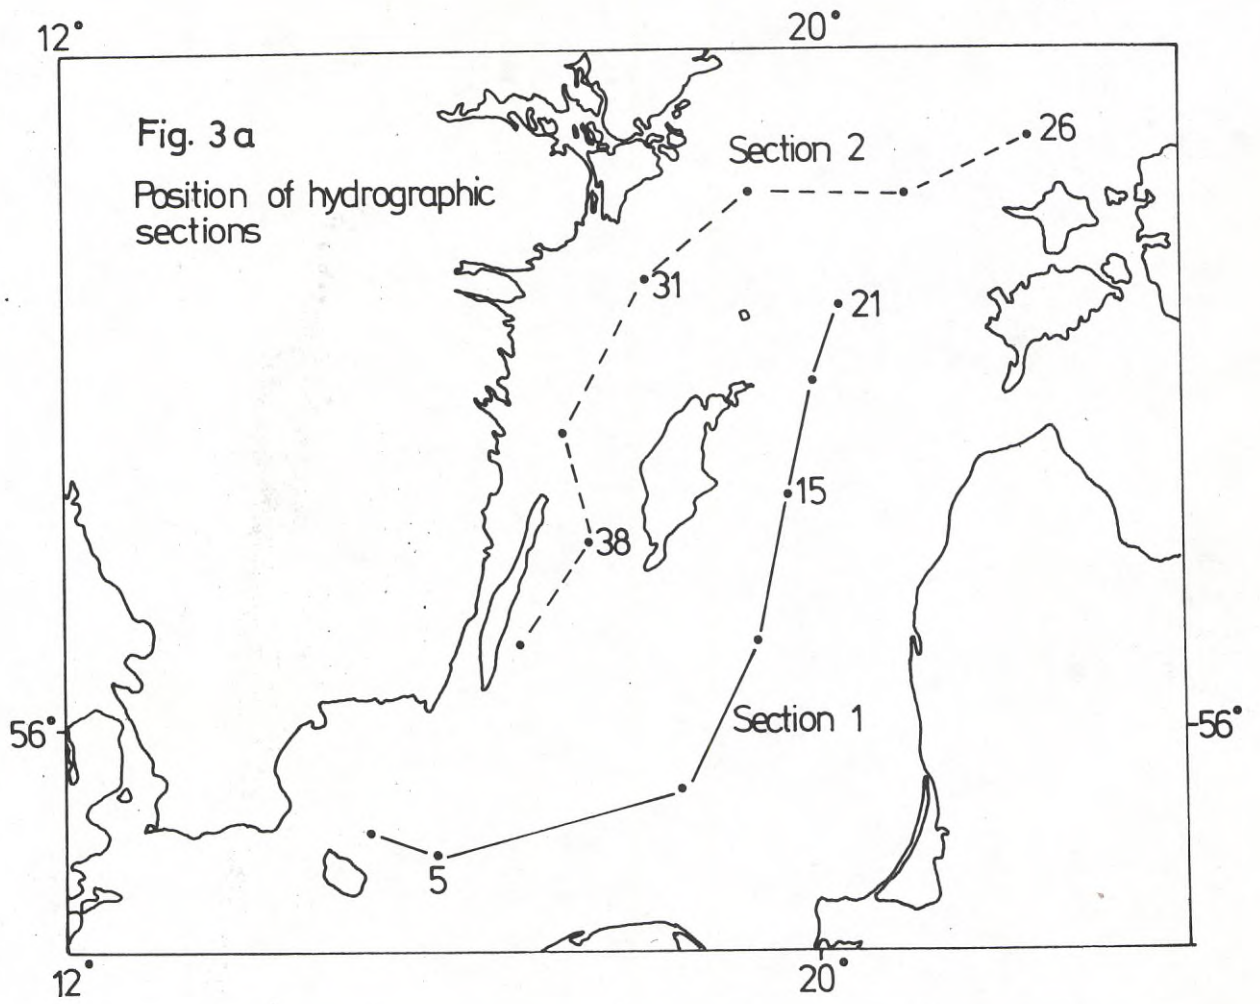 12°
20°
Fig. 3a
Position of hydrographic
sections
Section 2
26
31
21
15
38
Section 1
56°
56°
5
12°
20°